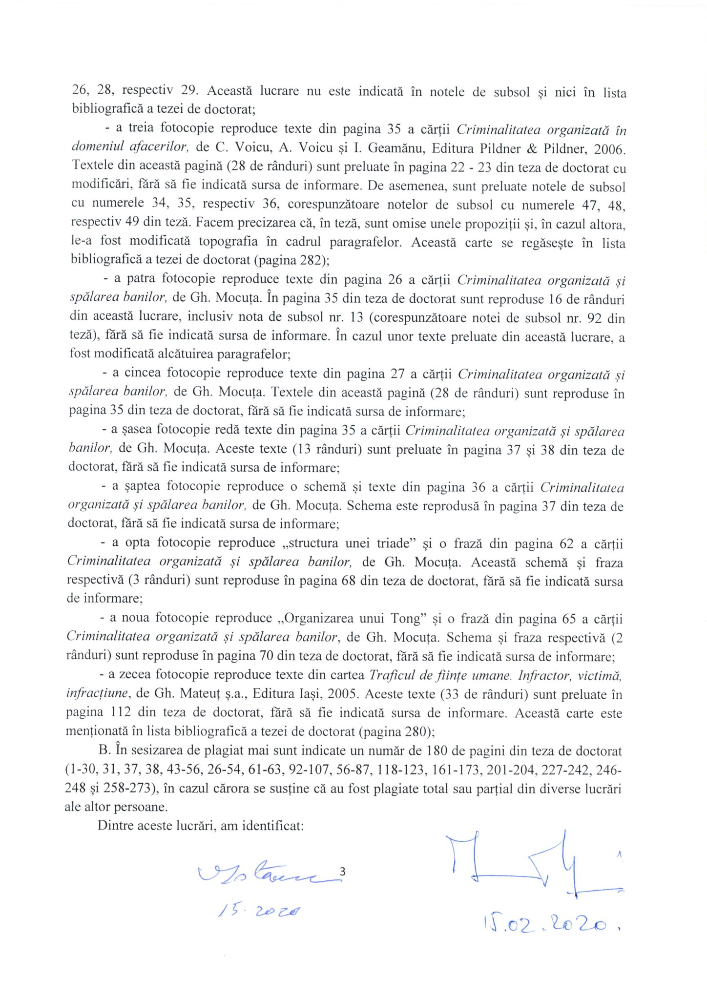 26, 28, respectiv 29. Această lucrare nu este indicată în notele de subsol și nici în lista
bibliografică a tezei de doctorat;
- a treia fotocopie reproduce texte din pagina 35 a cărții Criminalitatea organizată în
domeniul afacerilor, de C. Voicu, A. Voicu și I. Geamănu, Editura Pildner & Pildner, 2006.
Textele din această pagină (28 de rânduri) sunt preluate în pagina 22 - 23 din teza de doctorat cu
modificări, fără să fie indicată sursa de informare. De asemenea, sunt preluate notele de subsol
cu numerele 34, 35, respectiv 36, corespunzătoare notelor de subsol cu numerele 47, 48,
respectiv 49 din teză. Facem precizarea că, în teză, sunt omise unele propoziții și, în cazul altora,
le-a fost modificată topografia în cadrul paragrafelor. Această carte se regăsește în lista
bibliografică a tezei de doctorat (pagina 282);
- a patra fotocopie reproduce texte din pagina 26 a cărții Criminalitatea organizată și
spălarea banilor, de Gh. Mocuța. În pagina 35 din teza de doctorat sunt reproduse 16 de rânduri
din această lucrare, inclusiv nota de subsol nr. 13 (corespunzătoare notei de subsol nr. 92 din
teză), fără să fie indicată sursa de informare. În cazul unor texte preluate din această lucrare, a
fost modificată alcătuirea paragrafelor;
- a cincea fotocopie reproduce texte din pagina 27 a cărții Criminalitatea organizată și
spălarea banilor, de Gh. Mocuța. Textele din această pagină (28 de rânduri) sunt reproduse în
pagina 35 din teza de doctorat, fără să fie indicată sursa de informare;
- a șasea fotocopie redă texte din pagina 35 a cărții Criminalitatea organizată și spălarea
banilor, de Gh. Mocuța. Aceste texte (13 rânduri) sunt preluate în pagina 37 și 38 din teza de
doctorat, fără să fie indicată sursa de informare;
- a șaptea fotocopie reproduce o schemă și texte din pagina 36 a cărții Criminalitatea
organizată și spălarea banilor, de Gh. Mocuța. Schema este reprodusă în pagina 37 din teza de
doctorat, fără să fie indicată sursa de informare;
- a opta fotocopie reproduce „structura unei triade” și o frază din pagina 62 a cărții
Criminalitatea organizată și spălarea banilor, de Gh. Mocuța. Această schemă și fraza
respectivă (3 rânduri) sunt reproduse în pagina 68 din teza de doctorat, fără să fie indicată sursa
de informare;
- a noua fotocopie reproduce „Organizarea unui Tong” și o frază din pagina 65 a cărții
Criminalitatea organizată și spălarea banilor, de Gh. Mocuța. Schema și fraza respectivă (2
rânduri) sunt reproduse în pagina 70 din teza de doctorat, fără să fie indicată sursa de informare;
- a zecea fotocopie reproduce texte din cartea Traficul de ființe umane. Infractor, victimă,
infracțiune, de Gh. Mateuț ș.a., Editura Iași, 2005. Aceste texte (33 de rânduri) sunt preluate în
pagina 112 din teza de doctorat, fără să fie indicată sursa de informare. Această carte este
menționată în lista bibliografică a tezei de doctorat (pagina 280);
B. În sesizarea de plagiat mai sunt indicate un număr de 180 de pagini din teza de doctorat
(1-30, 31, 37, 38, 43-56, 26-54, 61-63, 92-107, 56-87, 118-123, 161-173, 201-204, 227-242, 246-
248 și 258-273), în cazul cărora se susține că au fost plagiate total sau parțial din diverse lucrări
ale altor persoane.
Dintre aceste lucrări, am identificat:
3
15. 2020
15.02.2020.